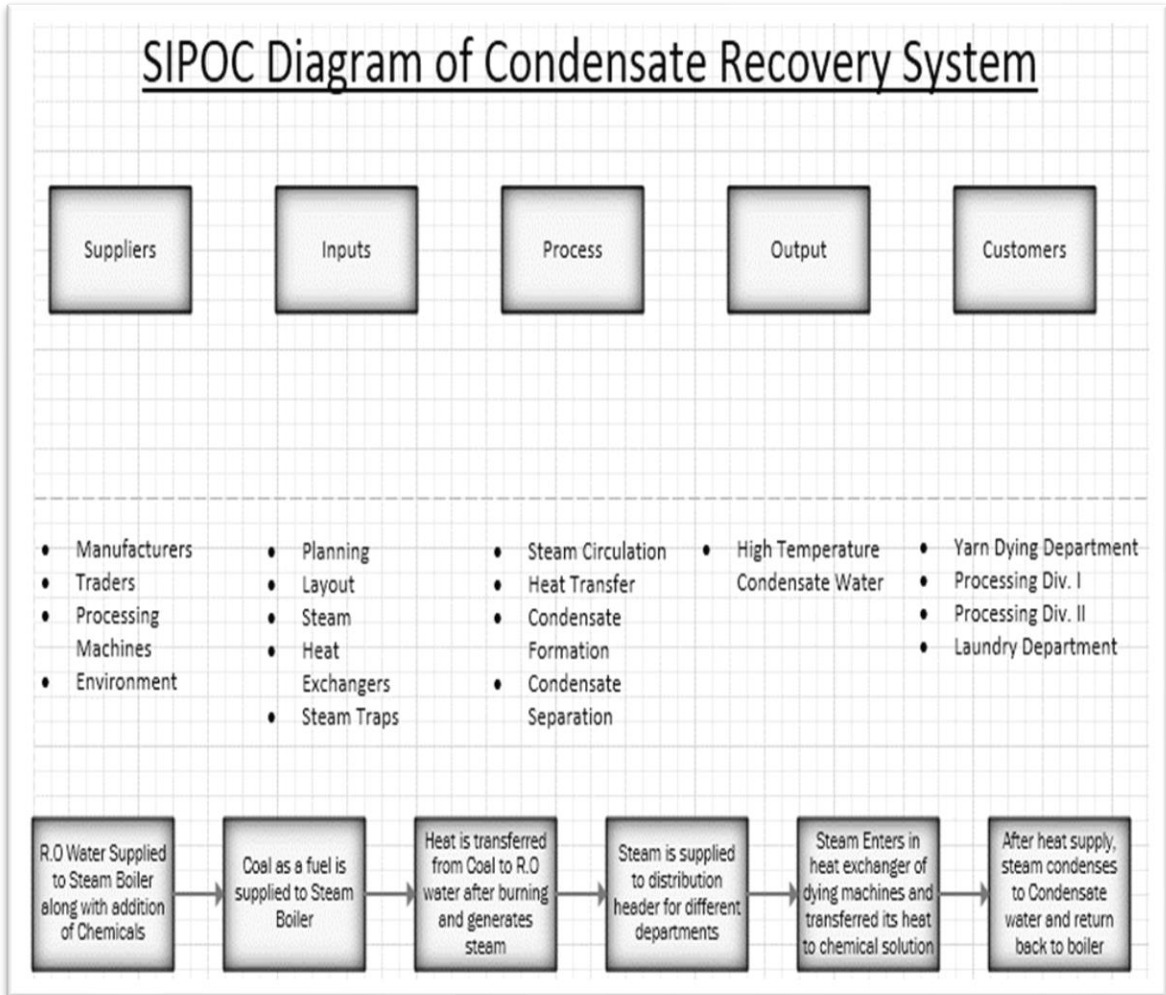 SIPOC Diagram of Condensate Recovery System
Suppliers
Inputs
Process
Output
Customers
• Manufacturers
• Traders
• Processing
Machines
• Environment
• Planning
• Layout
• Steam
• Heat
Exchangers
• Steam Traps
• Steam Circulation
• Heat Transfer
• Condensate
Formation
• Condensate
Separation
• High Temperature
Condensate Water
• Yarn Dying Department
• Processing Div. I
• Processing Div. II
• Laundry Department
R.O Water Supplied
to Steam Boiler
along with addition
of Chemicals
Coal as a fuel is
supplied to Steam
Boiler
Heat is transferred
from Coal to R.O
water after burning
and generates
steam
Steam is supplied
to distribution
header for different
departments
Steam Enters in
heat exchanger of
dying machines and
transferred its heat
to chemical solution
After heat supply,
steam condenses
to Condensate
water and return
back to boiler